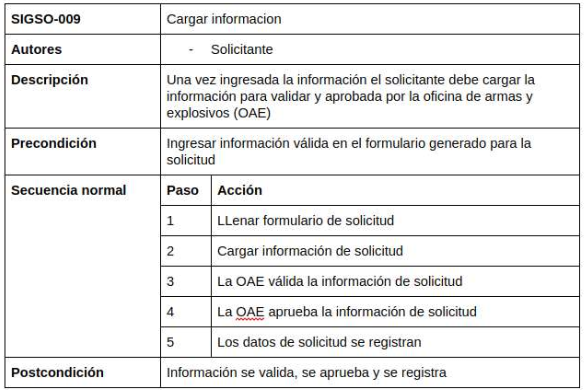 SIGSO-009 Cargar informacion
Autores - Solicitante
Descripción Una vez ingresada la información el solicitante debe cargar la
información para validar y aprobada por la oficina de armas y
explosivos (OAE)
Precondición Ingresar información válida en el formulario generado para la
solicitud
Secuencia normal Paso Acción
1 LLenar formulario de solicitud
2 Cargar información de solicitud
3 La OAE válida la información de solicitud
4 La OAE aprueba la información de solicitud
5 Los datos de solicitud se registran
Postcondición Información se valida, se aprueba y se registra